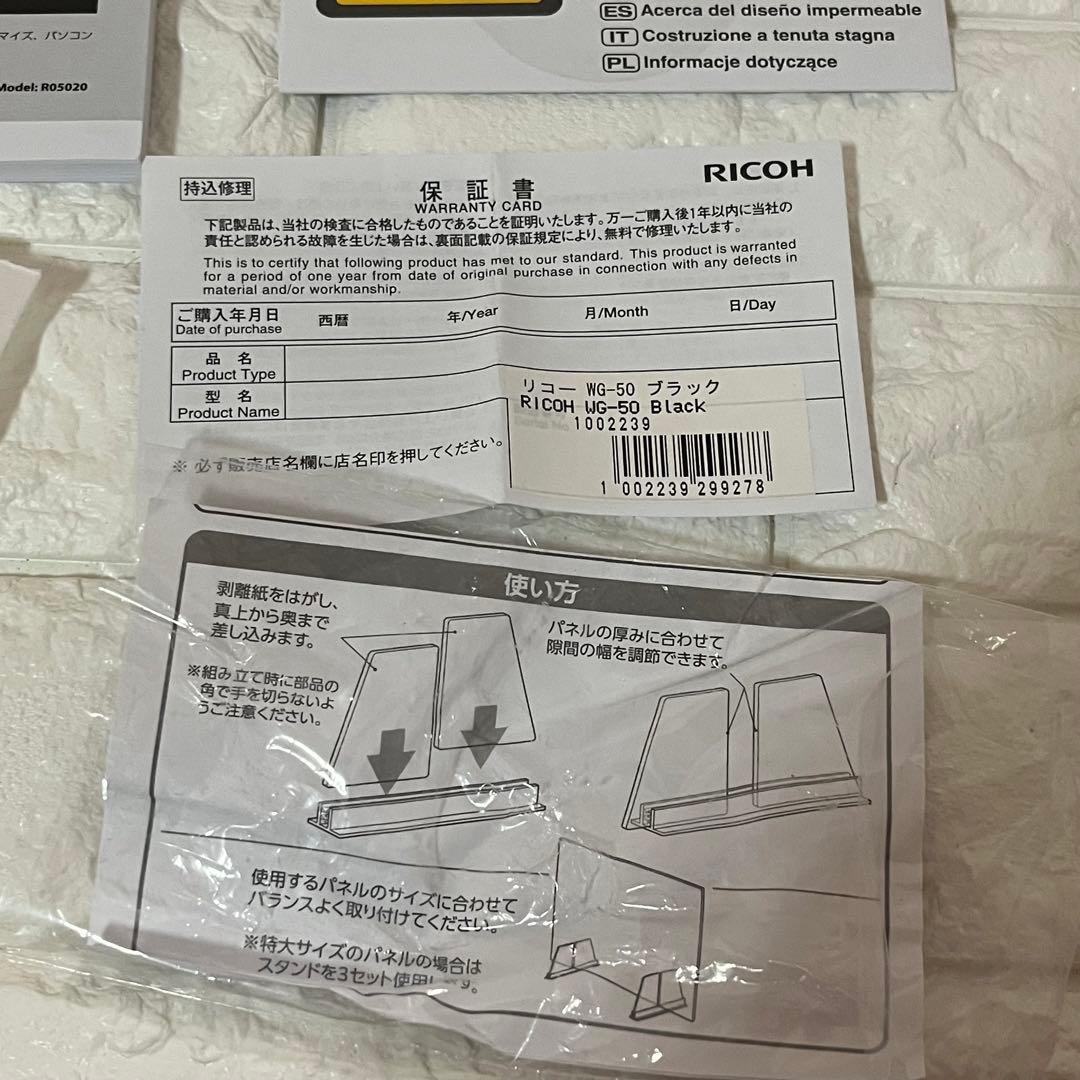 マイズ、パソコン
Model: R05020
ES Acerca del diseño impermeable
IT Costruzione a tenuta stagna
PL Informacje dotyczące
持込修理
保証書
WARRANTY CARD
RICOH
下記製品は、当社の検査に合格したものであることを証明いたします。万一ご購入後1年以内に当社の
責任と認められる故障を生じた場合は、裏面記載の保証規定により、無料で修理いたします。
This is to certify that following product has met to our standard. This product is warranted
for a period of one year from date of original purchase in connection with any defects in
material and/or workmanship.
ご購入年月日
Date of purchase
西暦 年/Year 月/Month 日/Day
品名
Product Type
型名
Product Name
リコー WG-50 ブラック
RICOH WG-50 Black
Serial No.
1002239
1 002239 299278
※ 必ず販売店名欄に店名印を押してください。
使い方
剥離紙をはがし、
真上から奥まで
差し込みます。
※組み立て時に部品の
角で手を切らないよ
うご注意ください。
パネルの厚みに合わせて
隙間の幅を調節できます。
使用するパネルのサイズに合わせて
バランスよく取り付けてください。
※特大サイズのパネルの場合は
スタンドを3セット使用します。